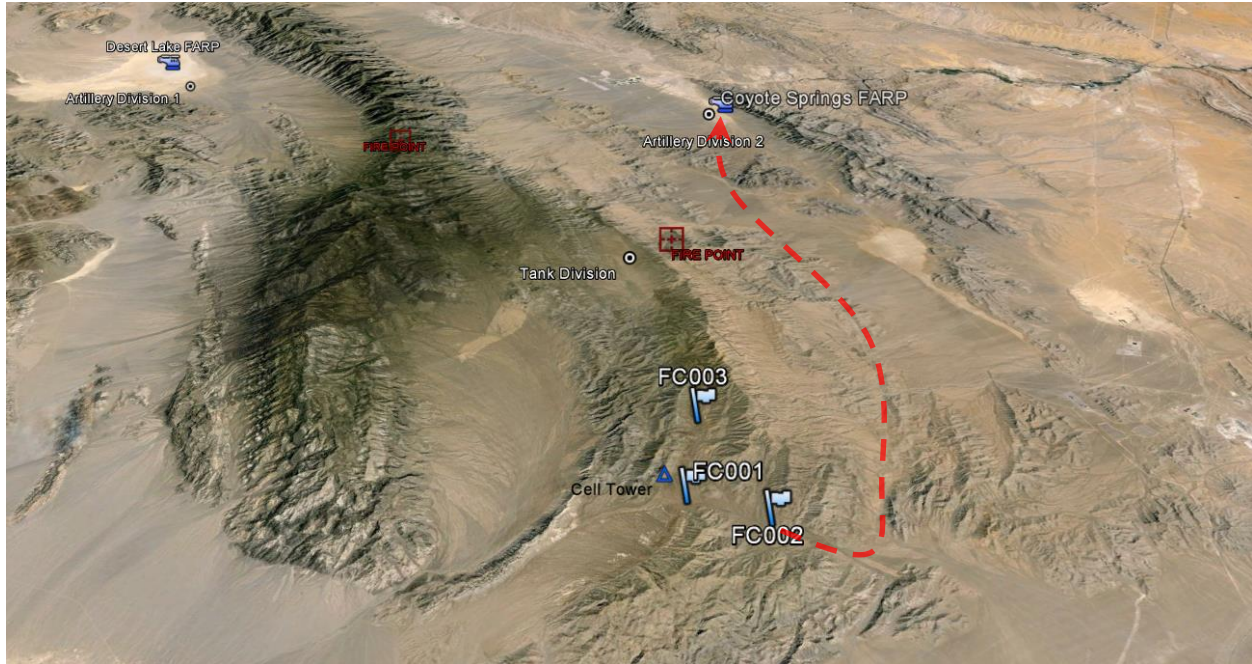 Desert Lake FARP
Artillery Division 1
Coyote Springs FARP
Artillery Division 2
FIRE POINT
FIRE POINT
Tank Division
FC003
FC001
Cell Tower
FC002